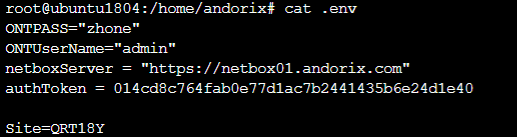 root@ubuntu1804:/home/andorix# cat .env
ONTPASS="zhone"
ONTUserName="admin"
netboxServer = "https://netbox01.andorix.com"
authToken = 014cd8c764fab0e77d1ac7b2441435b6e24d1e40
Site=QRT18Y